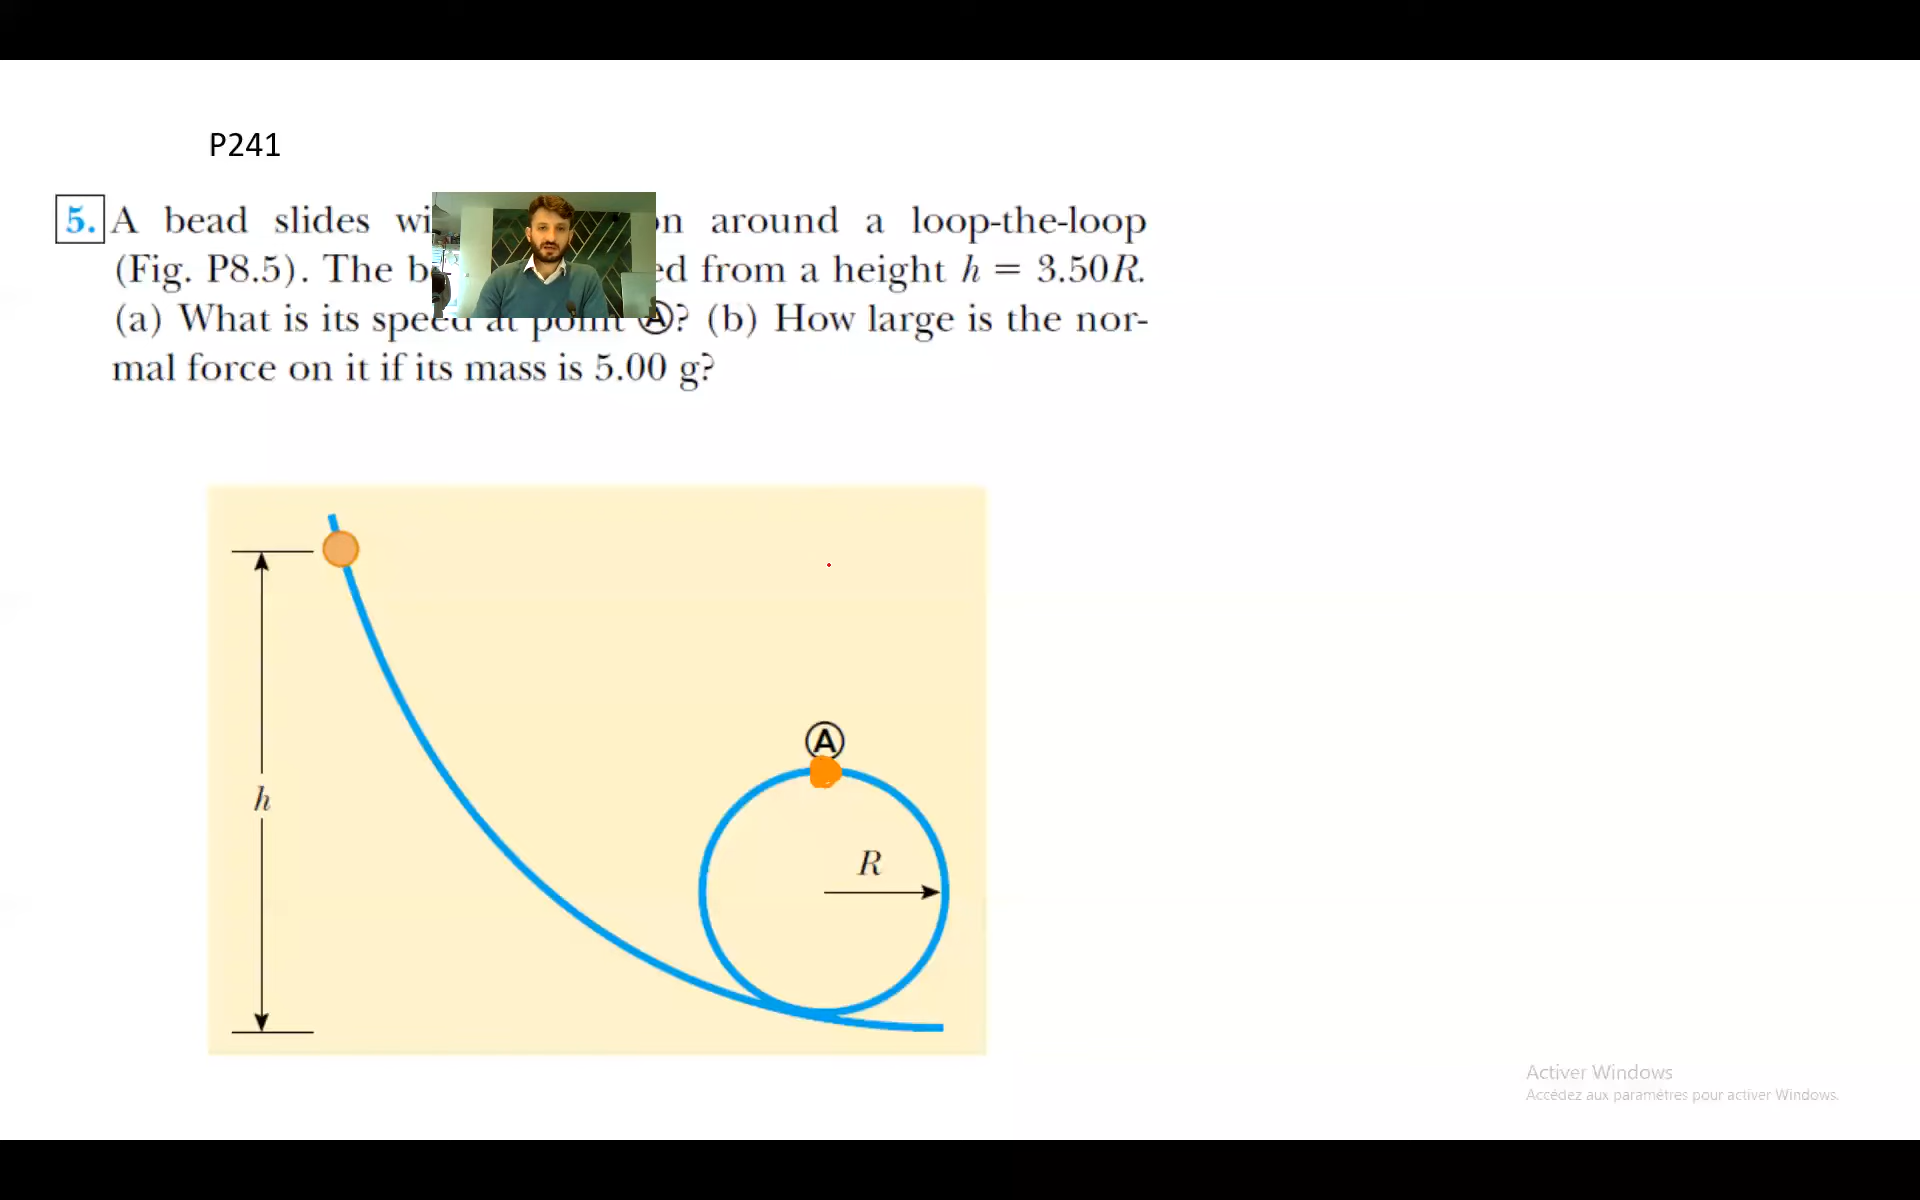 P241
5. A bead slides wi n around a loop-the-loop
(Fig. P8.5). The b ed from a height h = 3.50R.
(a) What is its speed at point Ⓐ? (b) How large is the nor-
mal force on it if its mass is 5.00 g?
Ⓐ
h
R
Activer Windows
Accédez aux paramètres pour activer Windows.